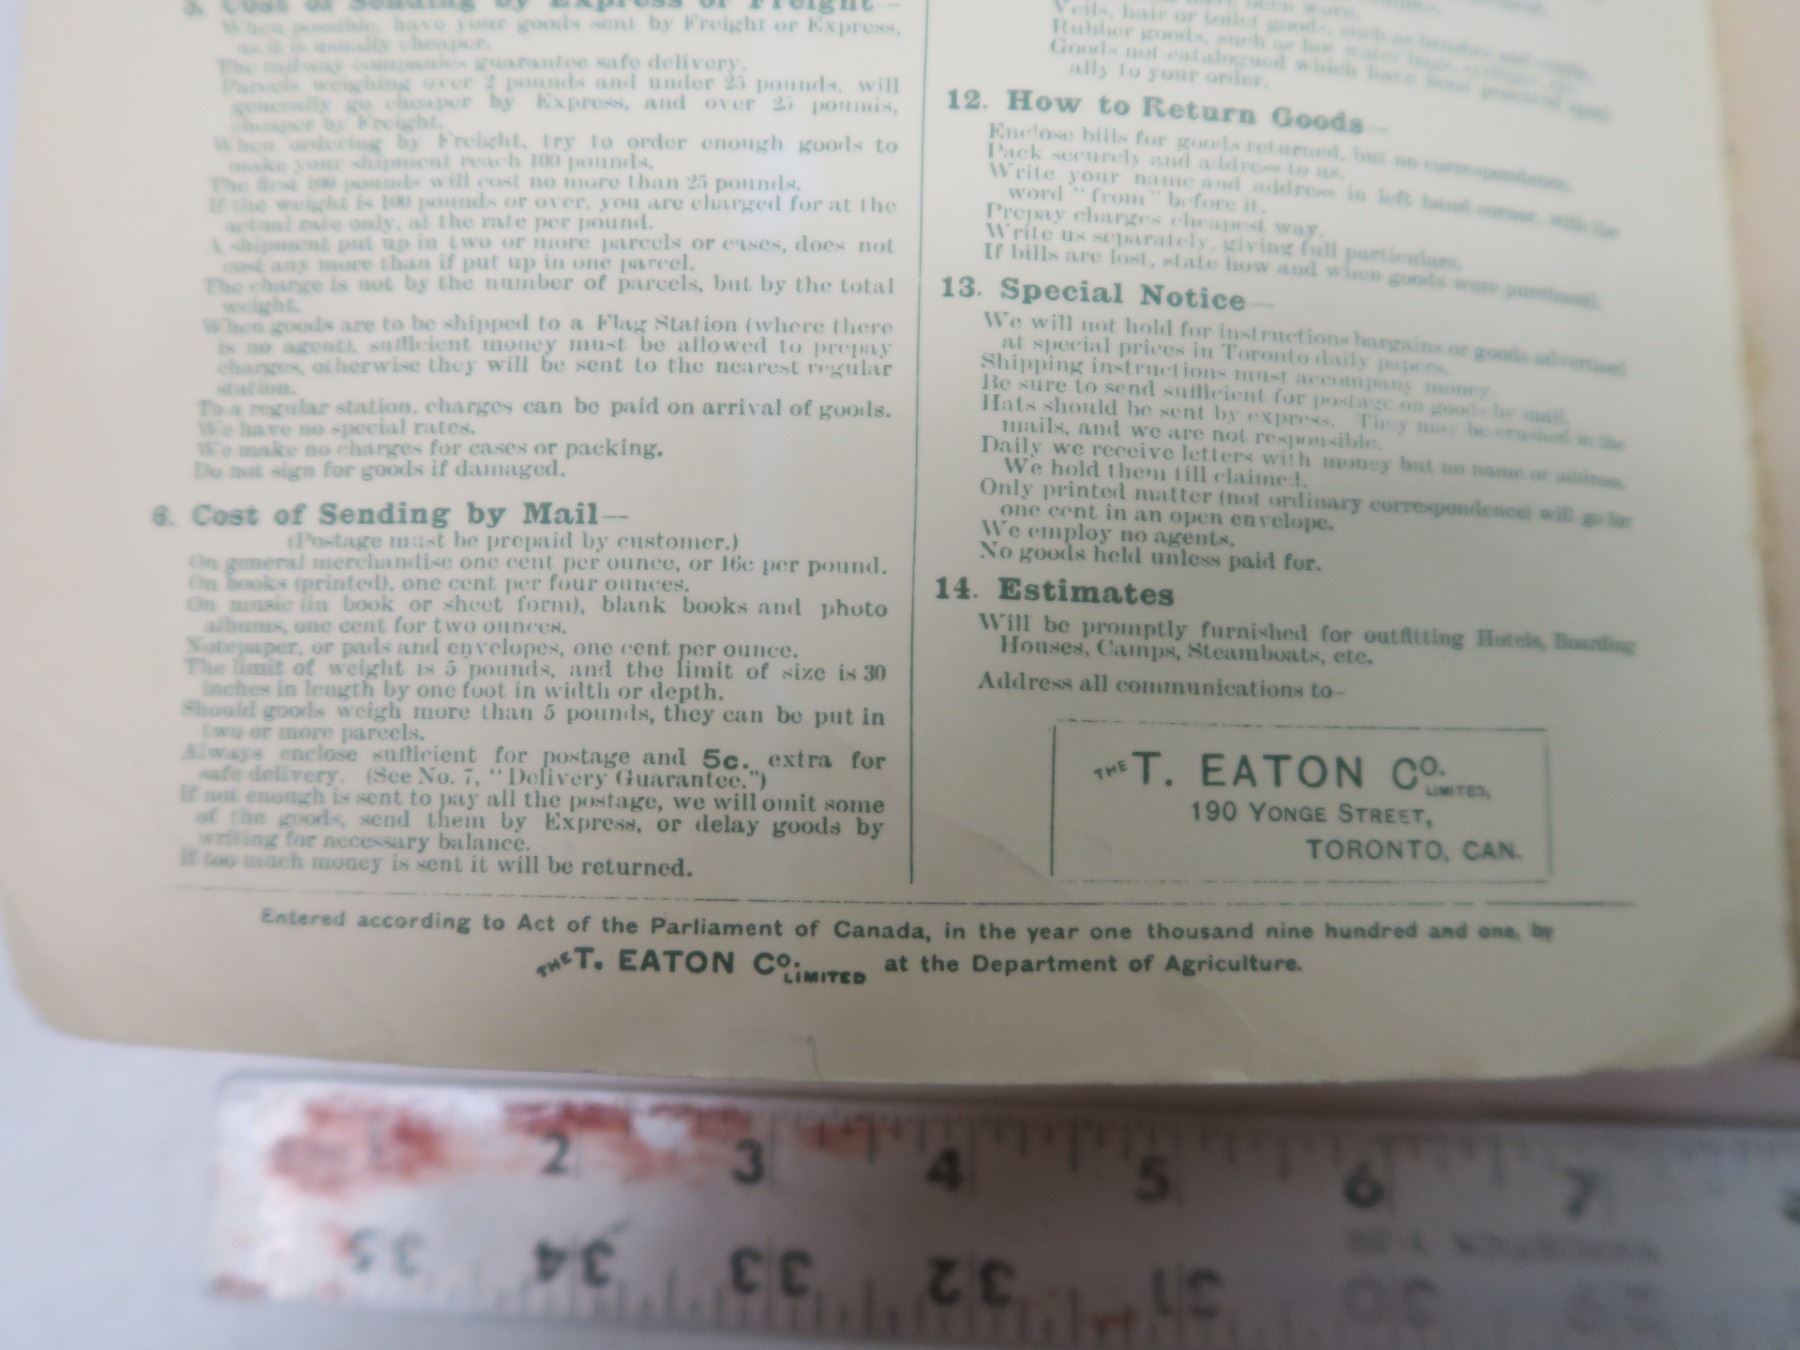 5. Cost of Sending by Express or Freight—
When possible, have your goods sent by Freight or Express,
as it is usually cheaper.
The railway companies guarantee safe delivery.
Parcels weighing over 2 pounds and under 25 pounds, will
generally go cheaper by Express, and over 25 pounds,
cheaper by Freight.
When ordering by Freight, try to order enough goods to
make your shipment reach 100 pounds.
The first 100 pounds will cost no more than 25 pounds.
If the weight is 100 pounds or over, you are charged for at the
actual rate only, at the rate per pound.
A shipment put up in two or more parcels or cases, does not
cost any more than if put up in one parcel.
The charge is not by the number of parcels, but by the total
weight.
When goods are to be shipped to a Flag Station (where there
is no agent), sufficient money must be allowed to prepay
charges, otherwise they will be sent to the nearest regular
station.
To a regular station, charges can be paid on arrival of goods.
We have no special rates.
We make no charges for cases or packing.
Do not sign for goods if damaged.
6. Cost of Sending by Mail—
(Postage must be prepaid by customer.)
On general merchandise one cent per ounce, or 16c per pound.
On books (printed), one cent per four ounces.
On music (in book or sheet form), blank books and photo
albums, one cent for two ounces.
Notepaper, or pads and envelopes, one cent per ounce.
The limit of weight is 5 pounds, and the limit of size is 30
inches in length by one foot in width or depth.
Should goods weigh more than 5 pounds, they can be put in
two or more parcels.
Always enclose sufficient for postage and 5c. extra for
safe delivery. (See No. 7, "Delivery Guarantee.")
If not enough is sent to pay all the postage, we will omit some
of the goods, send them by Express, or delay goods by
writing for necessary balance.
If too much money is sent it will be returned.
been worn.
Veils, hair or toilet goods, such as brushes and combs.
Rubber goods, such as hot water bags,
Goods not catalogued which have been procured speci-
ally to your order.
12. How to Return Goods—
Enclose bills for goods returned, but no correspondence.
Pack securely and address to us.
Write your name and address in left hand corner, with the
word "from" before it.
Prepay charges cheapest way.
Write us separately, giving full particulars.
If bills are lost, state how and when goods were purchased.
13. Special Notice—
We will not hold for instructions bargains or goods advertised
at special prices in Toronto daily papers.
Shipping instructions must accompany money.
Be sure to send sufficient for postage on goods by mail.
Hats should be sent by express. They may be crushed in the
mails, and we are not responsible.
Daily we receive letters with money but no name or address.
We hold them till claimed.
Only printed matter (not ordinary correspondence) will go for
one cent in an open envelope.
We employ no agents.
No goods held unless paid for.
14. Estimates
Will be promptly furnished for outfitting Hotels, Boarding
Houses, Camps, Steamboats, etc.
Address all communications to–
THE T. EATON CO. LIMITED,
190 YONGE STREET,
TORONTO, CAN.
Entered according to Act of the Parliament of Canada, in the year one thousand nine hundred and one, by
THE T. EATON CO. LIMITED at the Department of Agriculture.
2 3 4 5 6 7
35 34 33 32 31 30 29